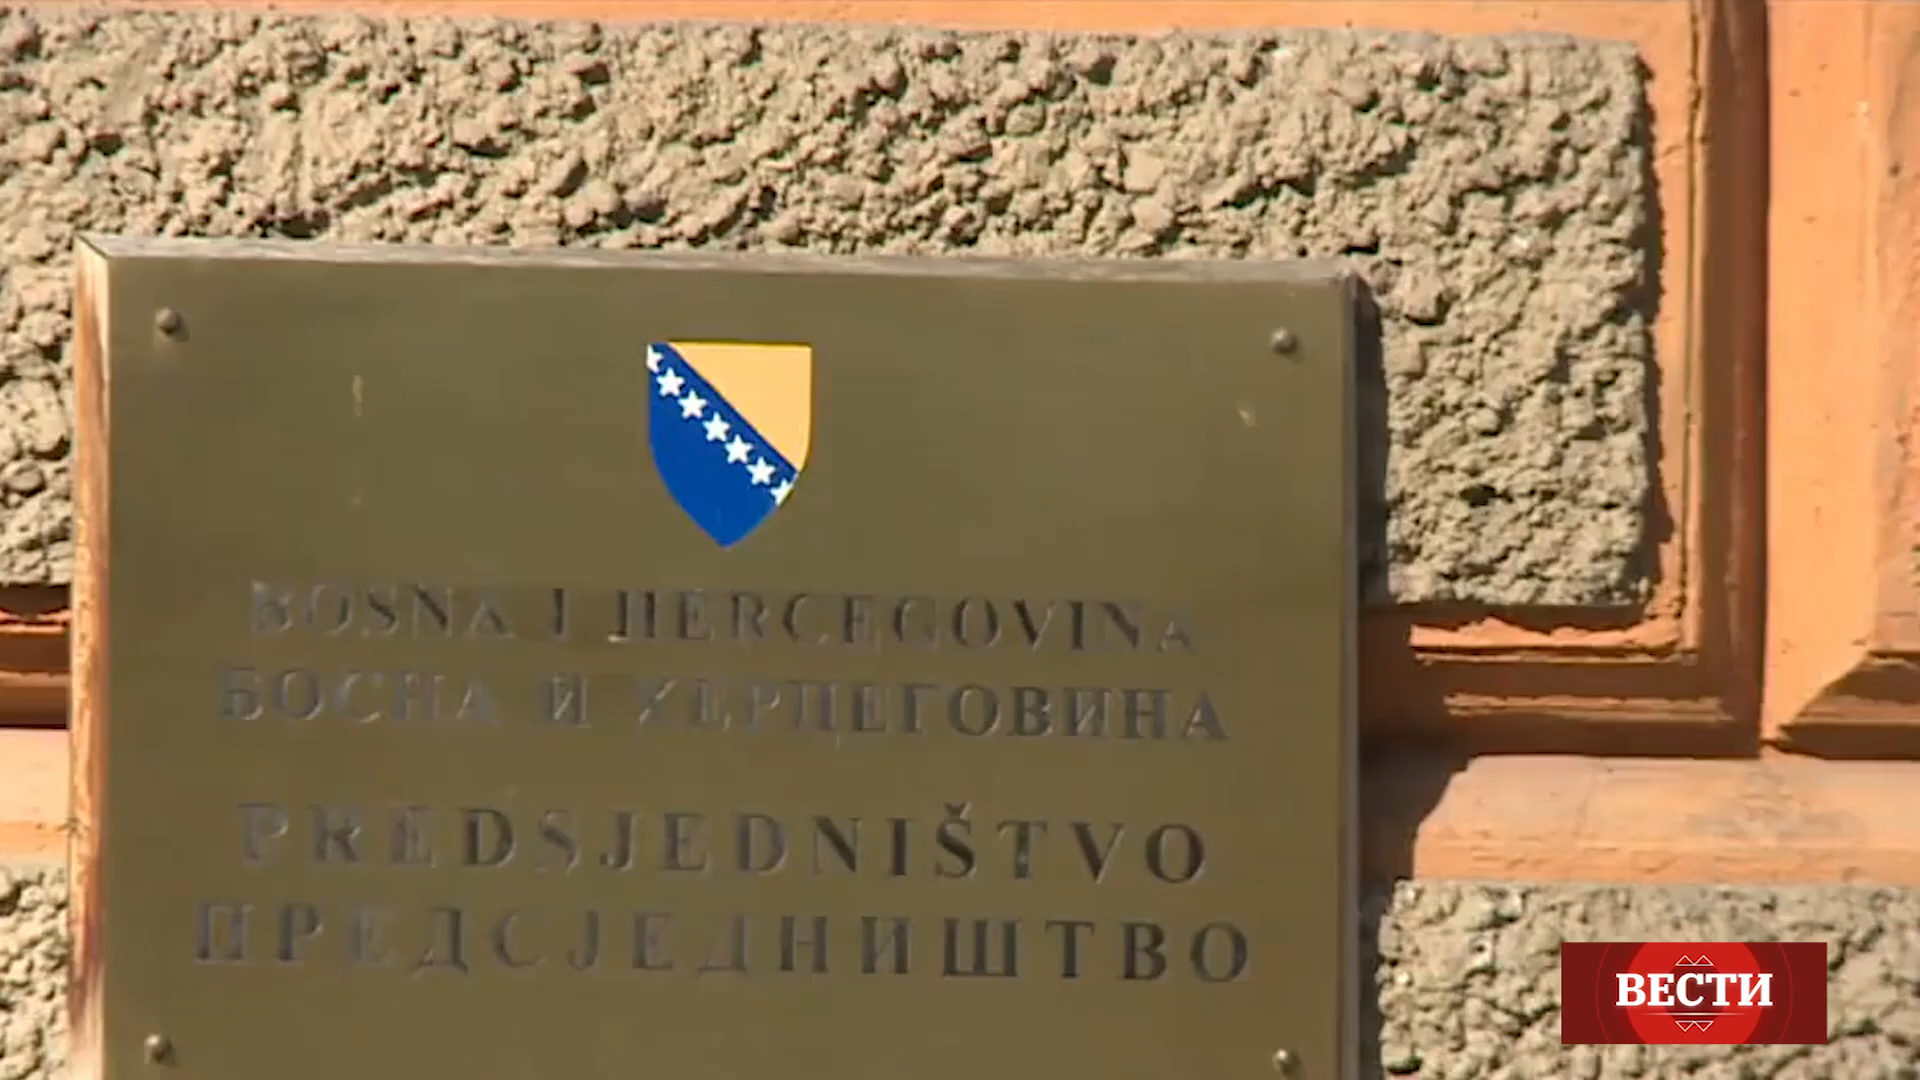 BOSNA I HERCEGOVINA
БОСНА И ХЕРЦЕГОВИНА
PREDSJEDNIŠTVO
ПРЕДСЈЕДНИШТВО
ВЕСТИ